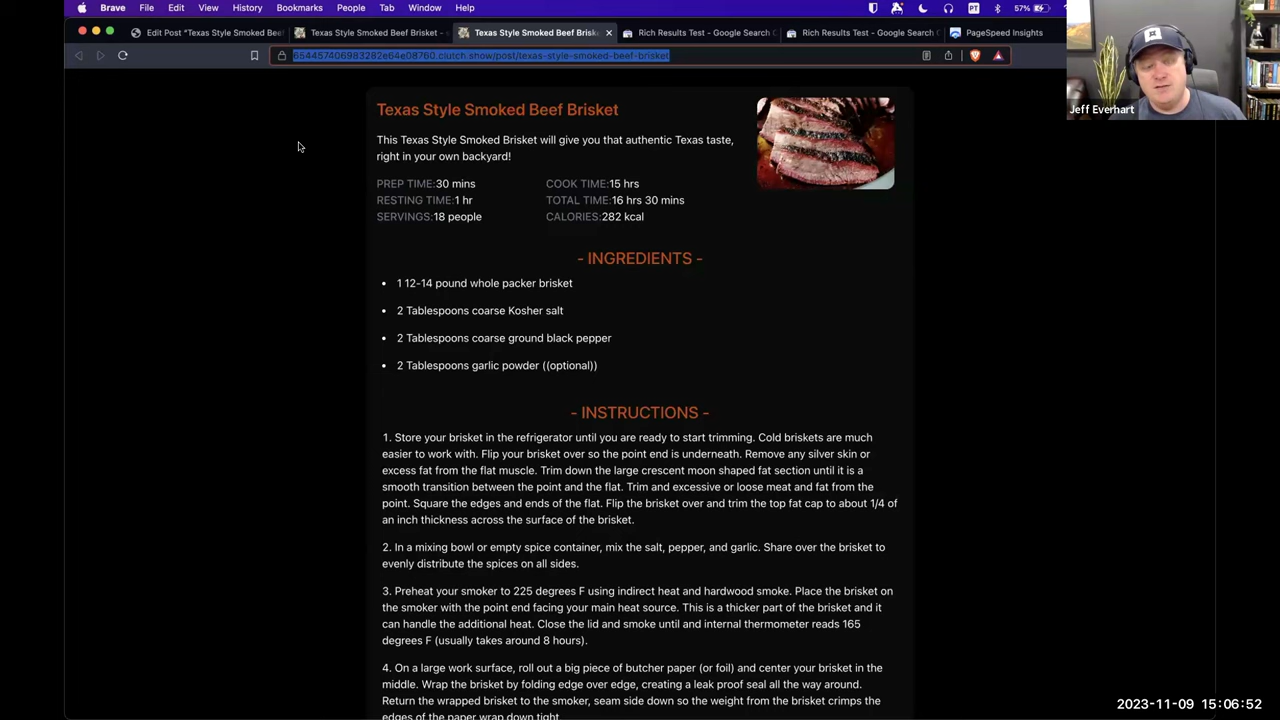 Brave File Edit View History Bookmarks People Tab Window Help
PT 57%
Edit Post "Texas Style Smoked Beef
Texas Style Smoked Beef Brisket -
Texas Style Smoked Beef Brisk
Rich Results Test - Google Search C
Rich Results Test - Google Search C
PageSpeed Insights
654457406983282e64e08760.clutch.show/post/texas-style-smoked-beef-brisket
Jeff Everhart
Texas Style Smoked Beef Brisket
This Texas Style Smoked Brisket will give you that authentic Texas taste,
right in your own backyard!
PREP TIME:30 mins COOK TIME:15 hrs
RESTING TIME:1 hr TOTAL TIME:16 hrs 30 mins
SERVINGS:18 people CALORIES:282 kcal
- INGREDIENTS -
• 1 12-14 pound whole packer brisket
• 2 Tablespoons coarse Kosher salt
• 2 Tablespoons coarse ground black pepper
• 2 Tablespoons garlic powder ((optional))
- INSTRUCTIONS -
1. Store your brisket in the refrigerator until you are ready to start trimming. Cold briskets are much
easier to work with. Flip your brisket over so the point end is underneath. Remove any silver skin or
excess fat from the flat muscle. Trim down the large crescent moon shaped fat section until it is a
smooth transition between the point and the flat. Trim and excessive or loose meat and fat from the
point. Square the edges and ends of the flat. Flip the brisket over and trim the top fat cap to about 1/4 of
an inch thickness across the surface of the brisket.
2. In a mixing bowl or empty spice container, mix the salt, pepper, and garlic. Share over the brisket to
evenly distribute the spices on all sides.
3. Preheat your smoker to 225 degrees F using indirect heat and hardwood smoke. Place the brisket on
the smoker with the point end facing your main heat source. This is a thicker part of the brisket and it
can handle the additional heat. Close the lid and smoke until and internal thermometer reads 165
degrees F (usually takes around 8 hours).
4. On a large work surface, roll out a big piece of butcher paper (or foil) and center your brisket in the
middle. Wrap the brisket by folding edge over edge, creating a leak proof seal all the way around.
Return the wrapped brisket to the smoker, seam side down so the weight from the brisket crimps the
edges of the paper wrap down tight.
2023-11-09 15:06:52